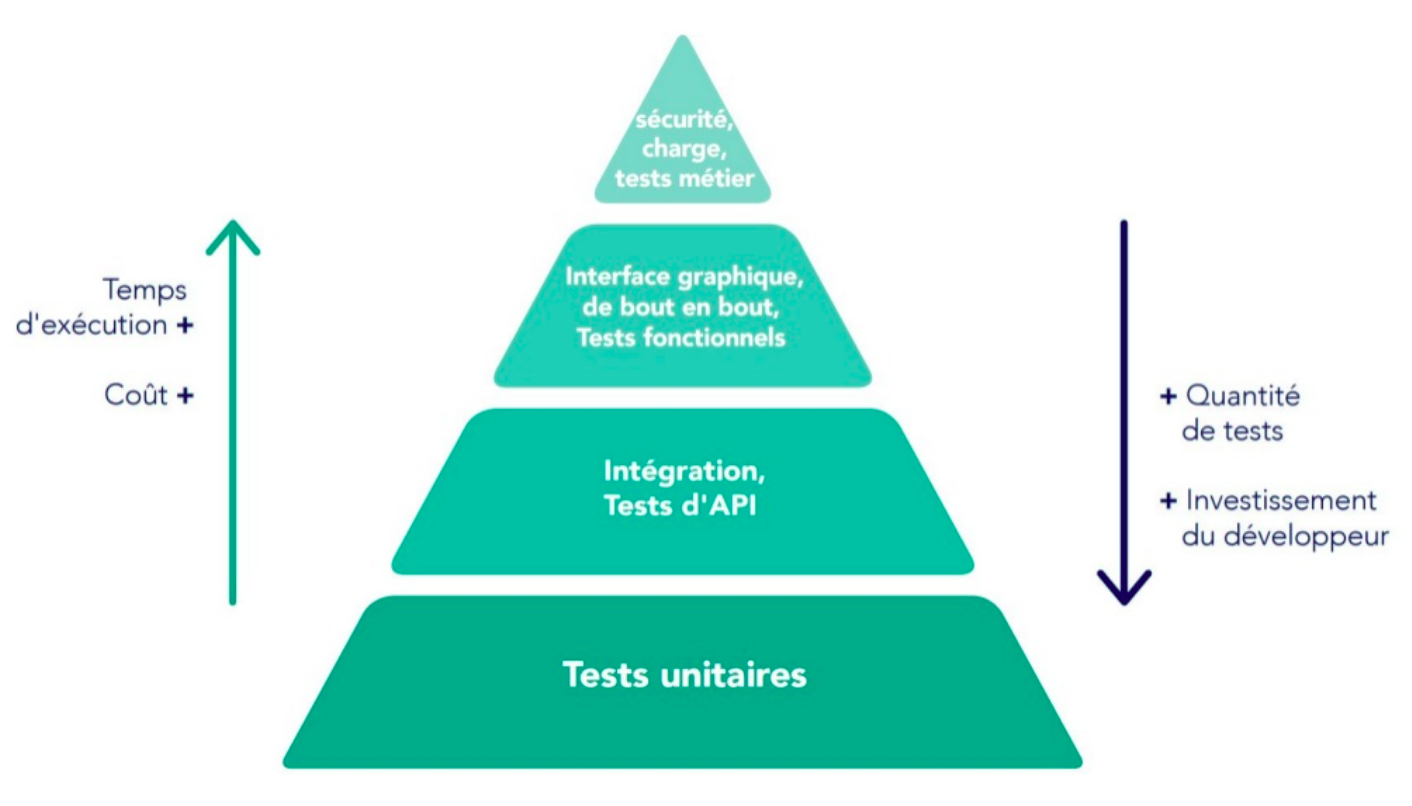 sécurité,
charge,
tests métier
Interface graphique,
de bout en bout,
Tests fonctionnels
Intégration,
Tests d'API
Tests unitaires
Temps
d'exécution +
Coût +
+ Quantité
de tests
+ Investissement
du développeur